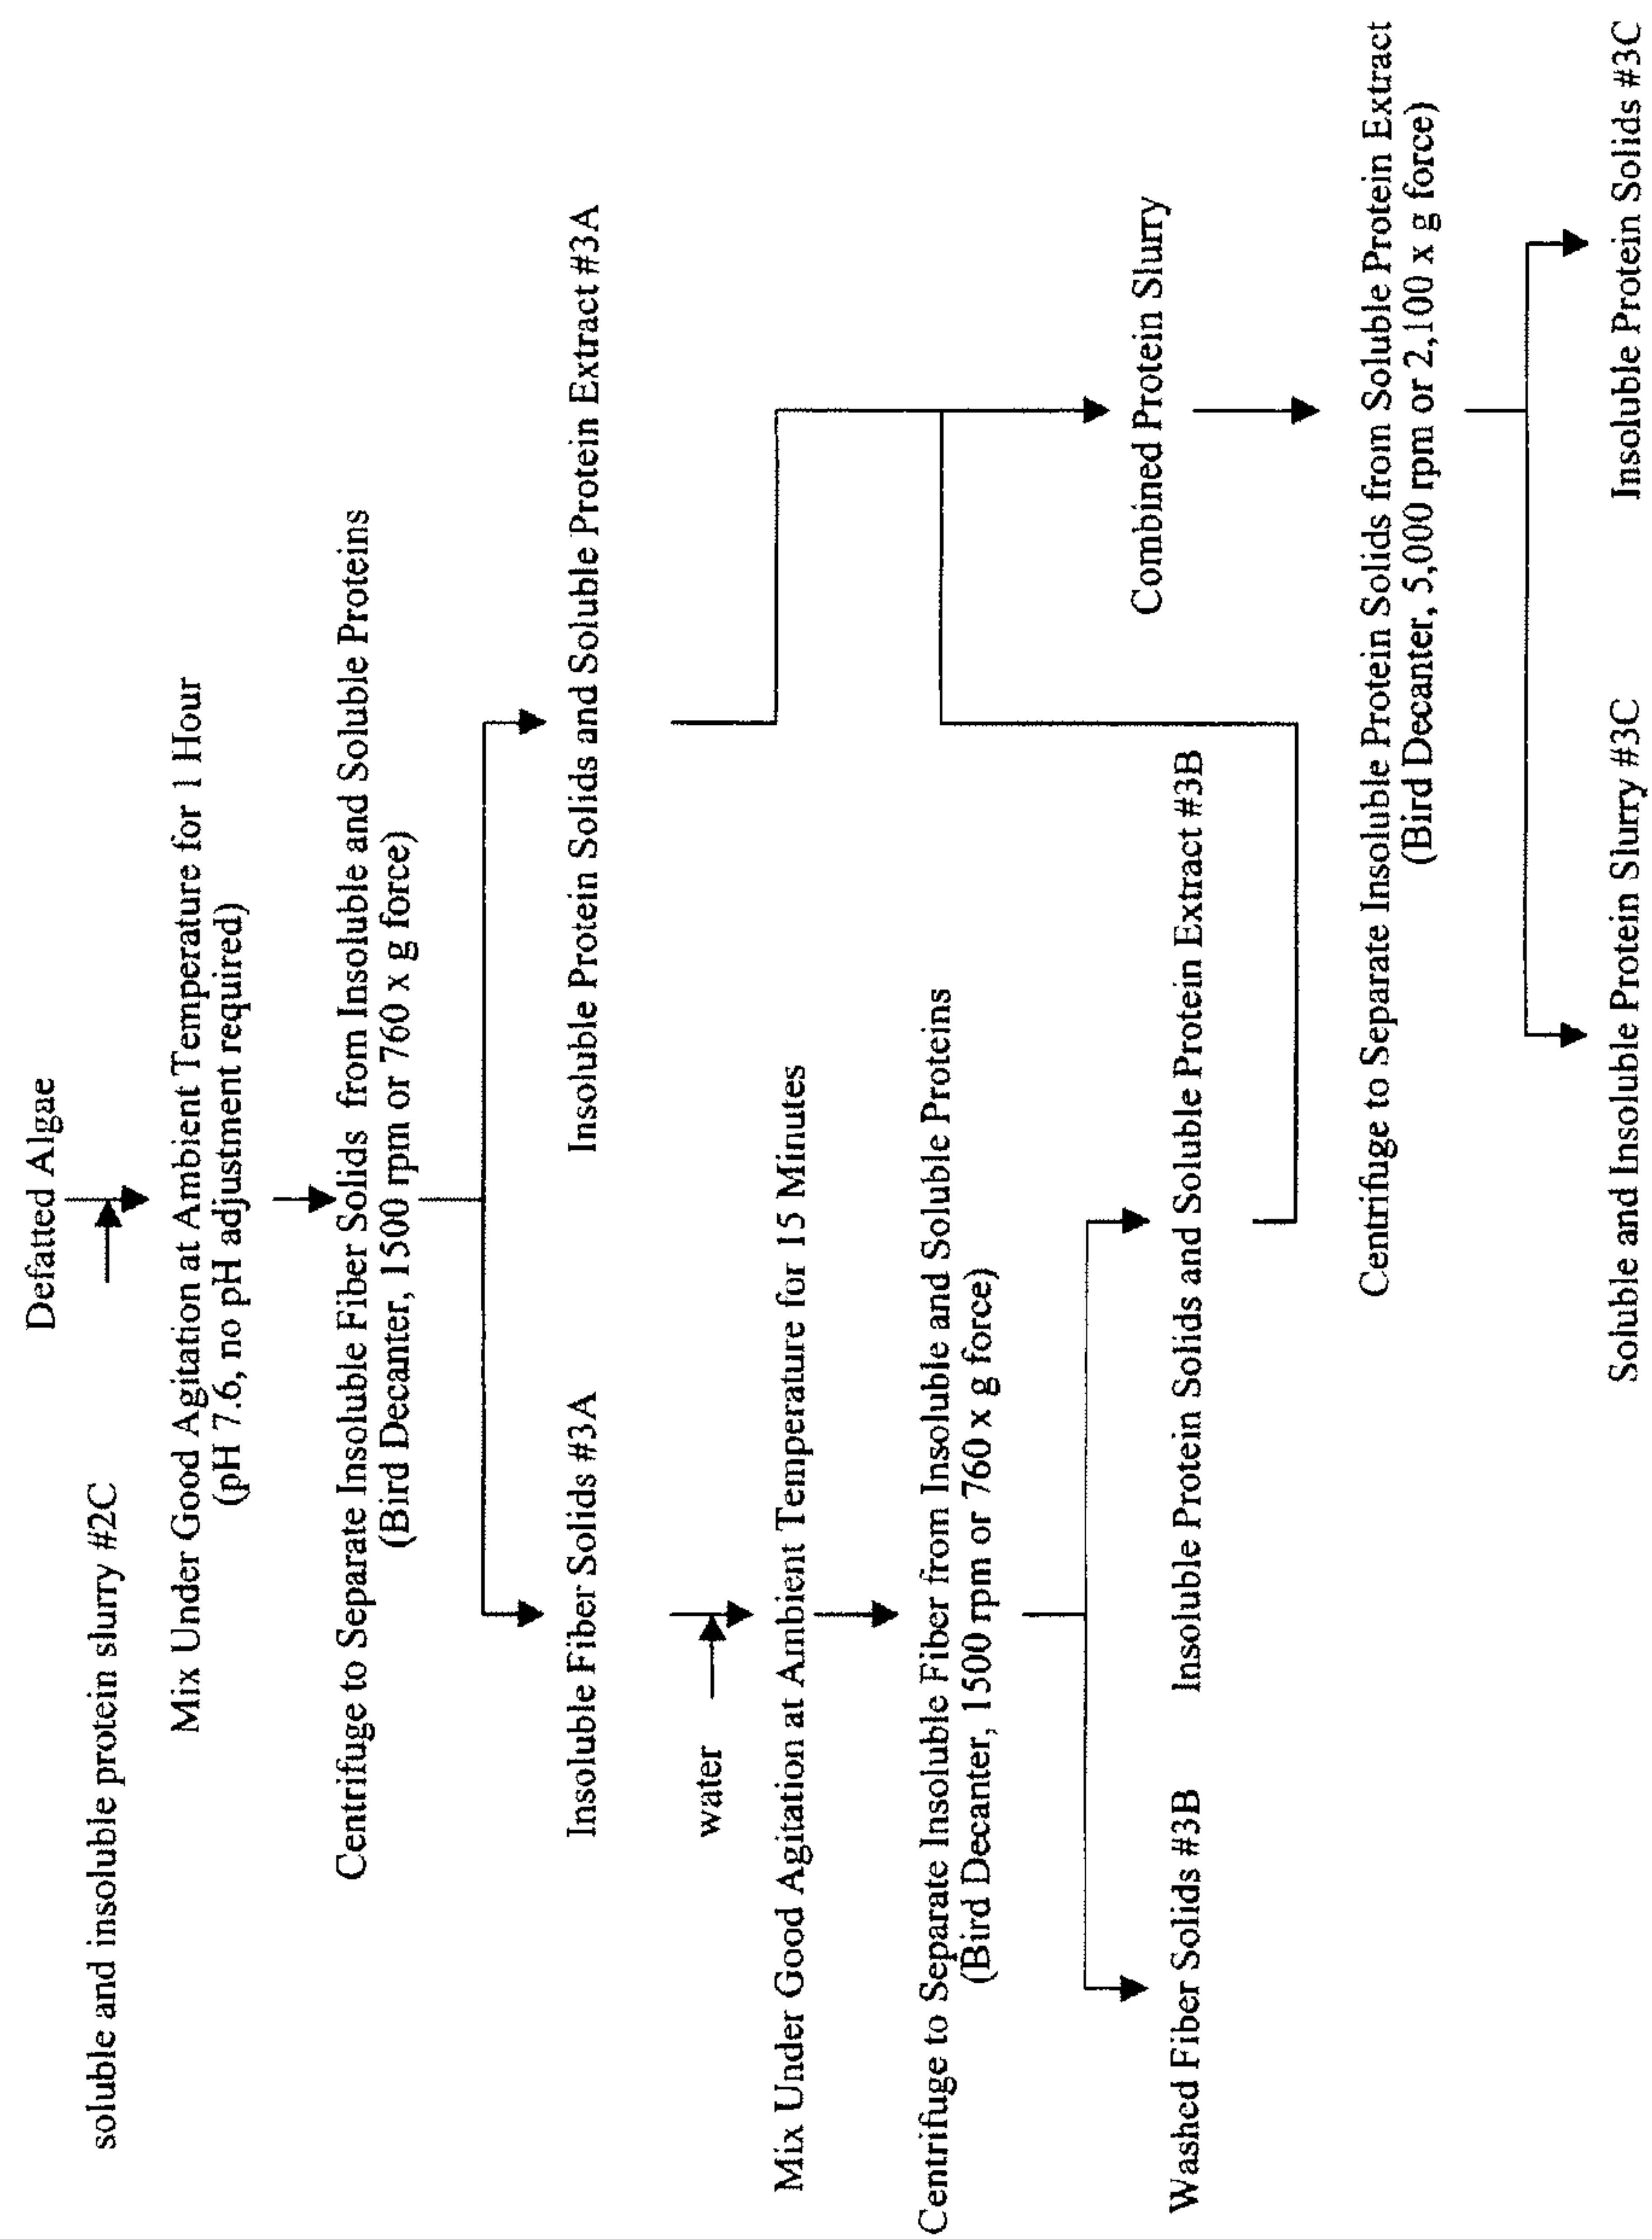 Defatted Algae
soluble and insoluble protein slurry #2C
Mix Under Good Agitation at Ambient Temperature for 1 Hour
(pH 7.6, no pH adjustment required)
Centrifuge to Separate Insoluble Fiber Solids from Insoluble and Soluble Proteins
(Bird Decanter, 1500 rpm or 760 x g force)
Insoluble Fiber Solids #3A
Insoluble Protein Solids and Soluble Protein Extract #3A
water
Mix Under Good Agitation at Ambient Temperature for 15 Minutes
Centrifuge to Separate Insoluble Fiber from Insoluble and Soluble Proteins
(Bird Decanter, 1500 rpm or 760 x g force)
Washed Fiber Solids #3B
Insoluble Protein Solids and Soluble Protein Extract #3B
Combined Protein Slurry
Centrifuge to Separate Insoluble Protein Solids from Soluble Protein Extract
(Bird Decanter, 5,000 rpm or 2,100 x g force)
Soluble and Insoluble Protein Slurry #3C
Insoluble Protein Solids #3C